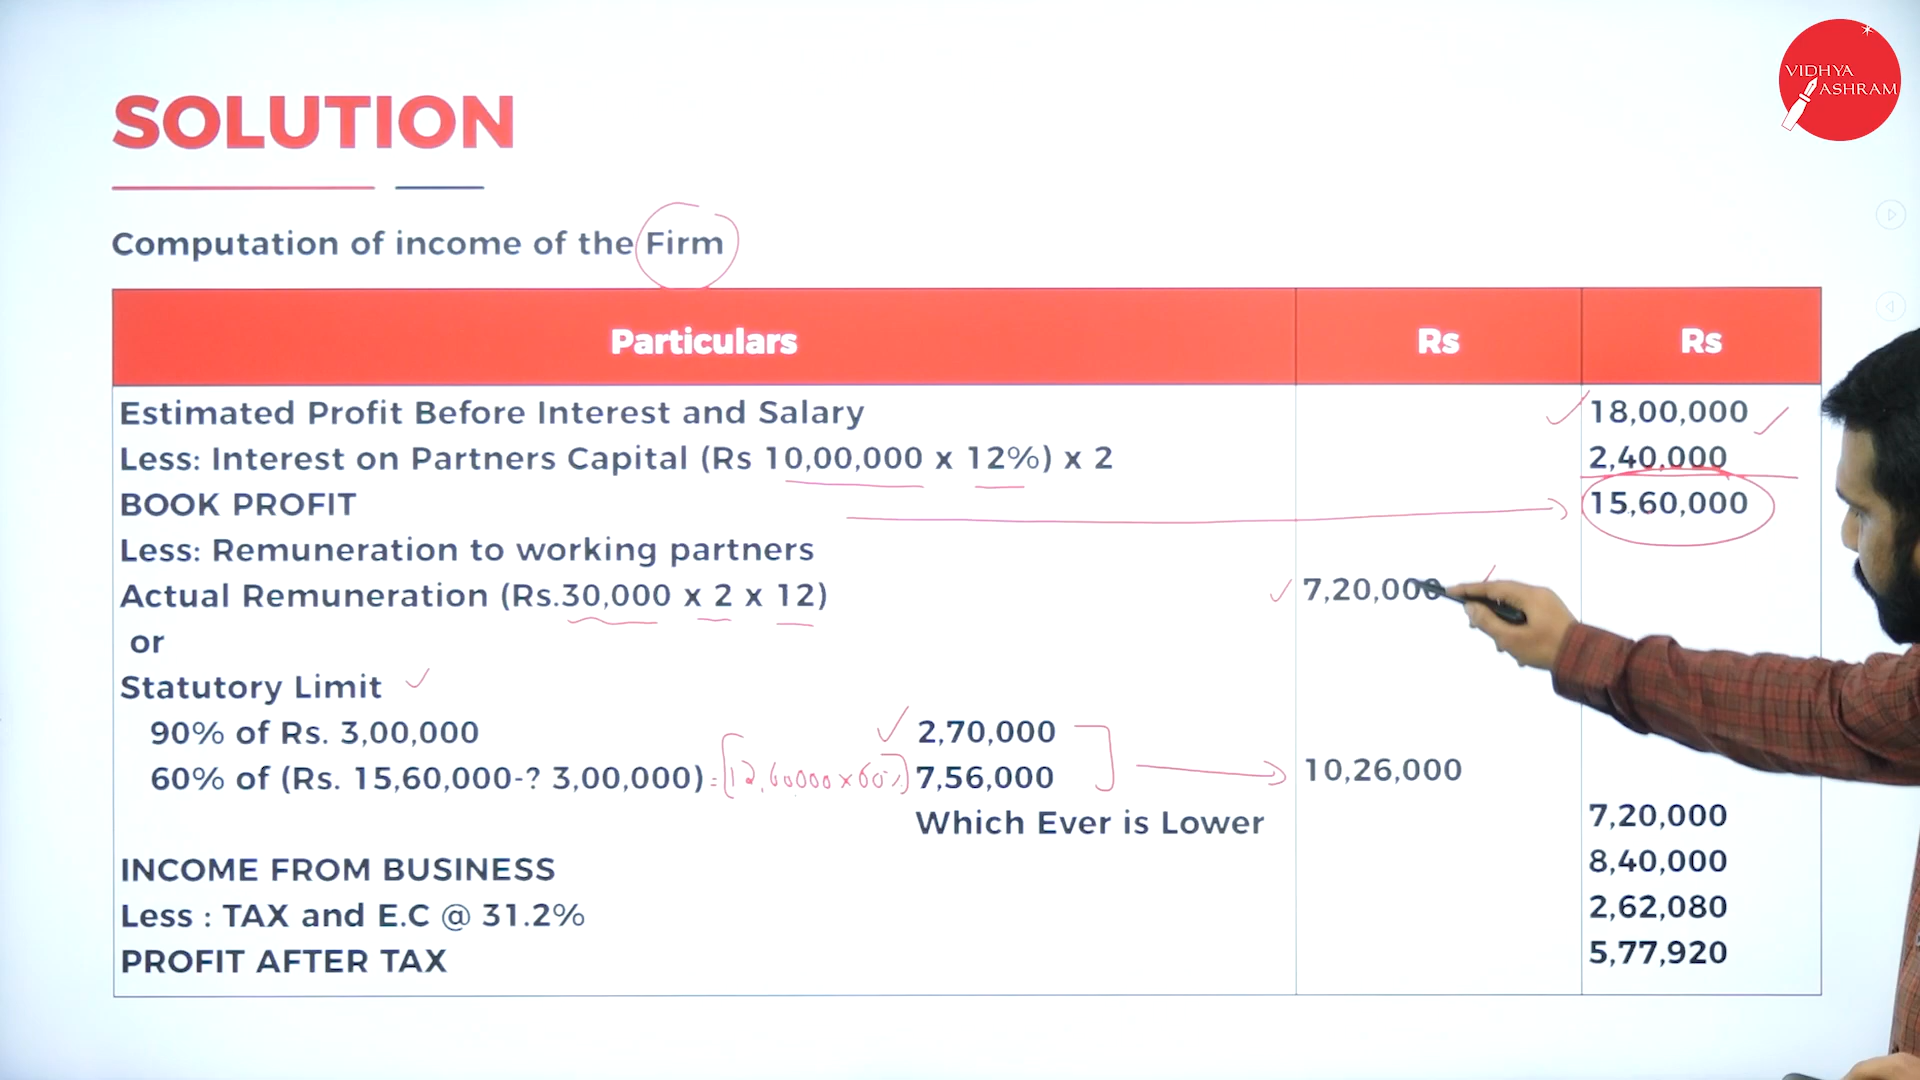 VIDHYA
ASHRAM
SOLUTION
Computation of income of the Firm
Particulars Rs Rs
Estimated Profit Before Interest and Salary 18,00,000
Less: Interest on Partners Capital (Rs 10,00,000 x 12%) x 2 2,40,000
BOOK PROFIT 15,60,000
Less: Remuneration to working partners
Actual Remuneration (Rs.30,000 x 2 x 12) 7,20,000
or
Statutory Limit
90% of Rs. 3,00,000 2,70,000
60% of (Rs. 15,60,000-? 3,00,000) = [12,60000 x 60%] 7,56,000 10,26,000
Which Ever is Lower 7,20,000
INCOME FROM BUSINESS 8,40,000
Less : TAX and E.C @ 31.2% 2,62,080
PROFIT AFTER TAX 5,77,920